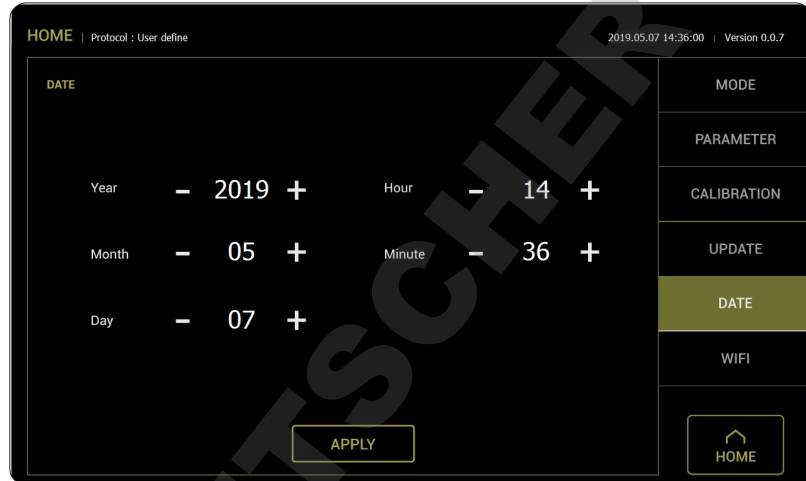 HOME | Protocol : User define
2019.05.07 14:36:00 | Version 0.0.7
DATE
Year - 2019 +
Hour - 14 +
Month - 05 +
Minute - 36 +
Day - 07 +
APPLY
MODE
PARAMETER
CALIBRATION
UPDATE
DATE
WIFI
HOME
TSCHER